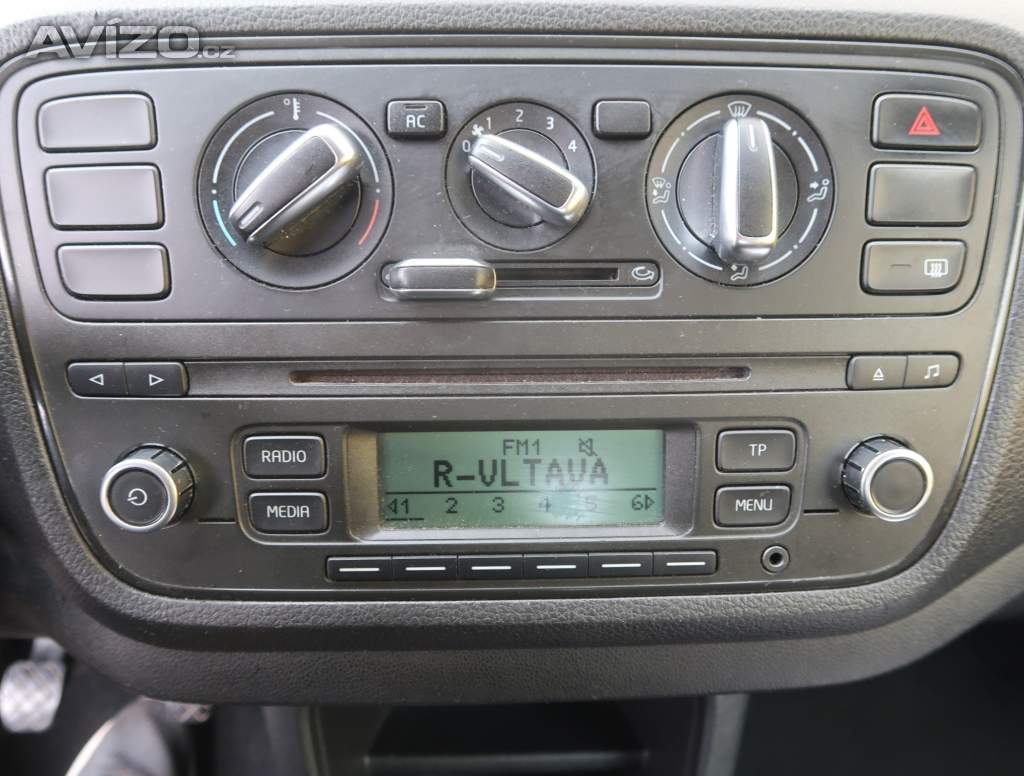 AVÍZO.cz
AC
0 1 2 3 4
RADIO
MEDIA
FM1
R-VLTAVA
1 2 3 4 5 6
TP
MENU